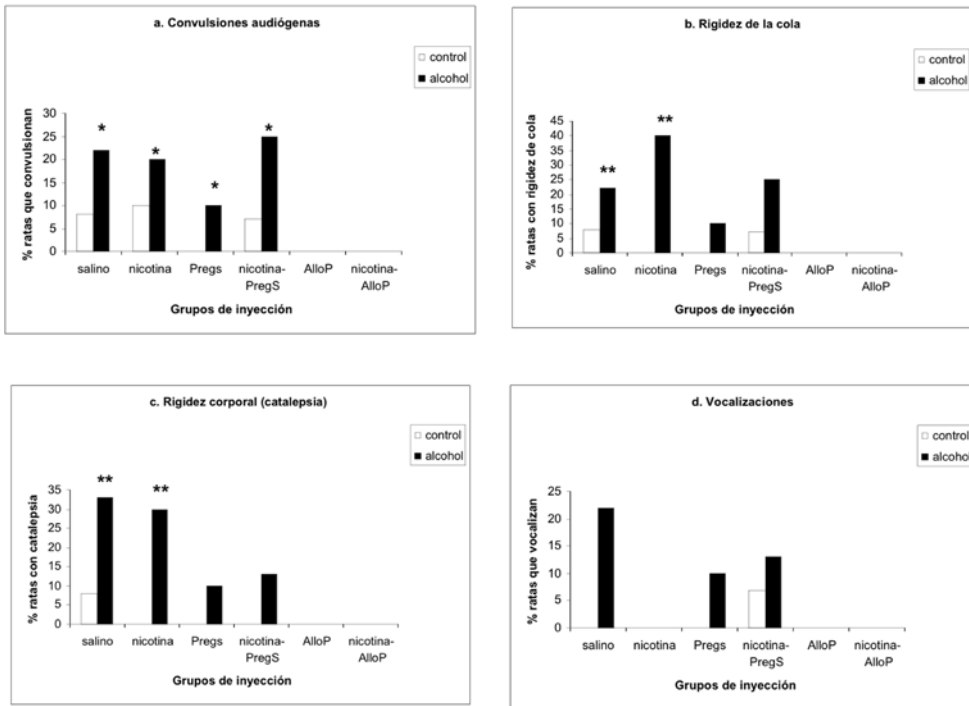 a. Convulsiones audiógenas
control
alcohol
% ratas que convulsionan
30
25
20
15
10
5
0
* * * *
salino nicotina Pregs nicotina- AlloP nicotina-
PregS AlloP
Grupos de inyección
b. Rigidez de la cola
control
alcohol
% ratas con rigidez de cola
45
40
35
30
25
20
15
10
5
0
** **
salino nicotina Pregs nicotina- AlloP nicotina-
PregS AlloP
Grupos de inyección
c. Rigidez corporal (catalepsia)
control
alcohol
% ratas con catalepsia
35
30
25
20
15
10
5
0
** **
salino nicotina Pregs nicotina- AlloP nicotina-
PregS AlloP
Grupos de inyección
d. Vocalizaciones
control
alcohol
% ratas que vocalizan
25
20
15
10
5
0
salino nicotina Pregs nicotina- AlloP nicotina-
PregS AlloP
Grupos de inyección